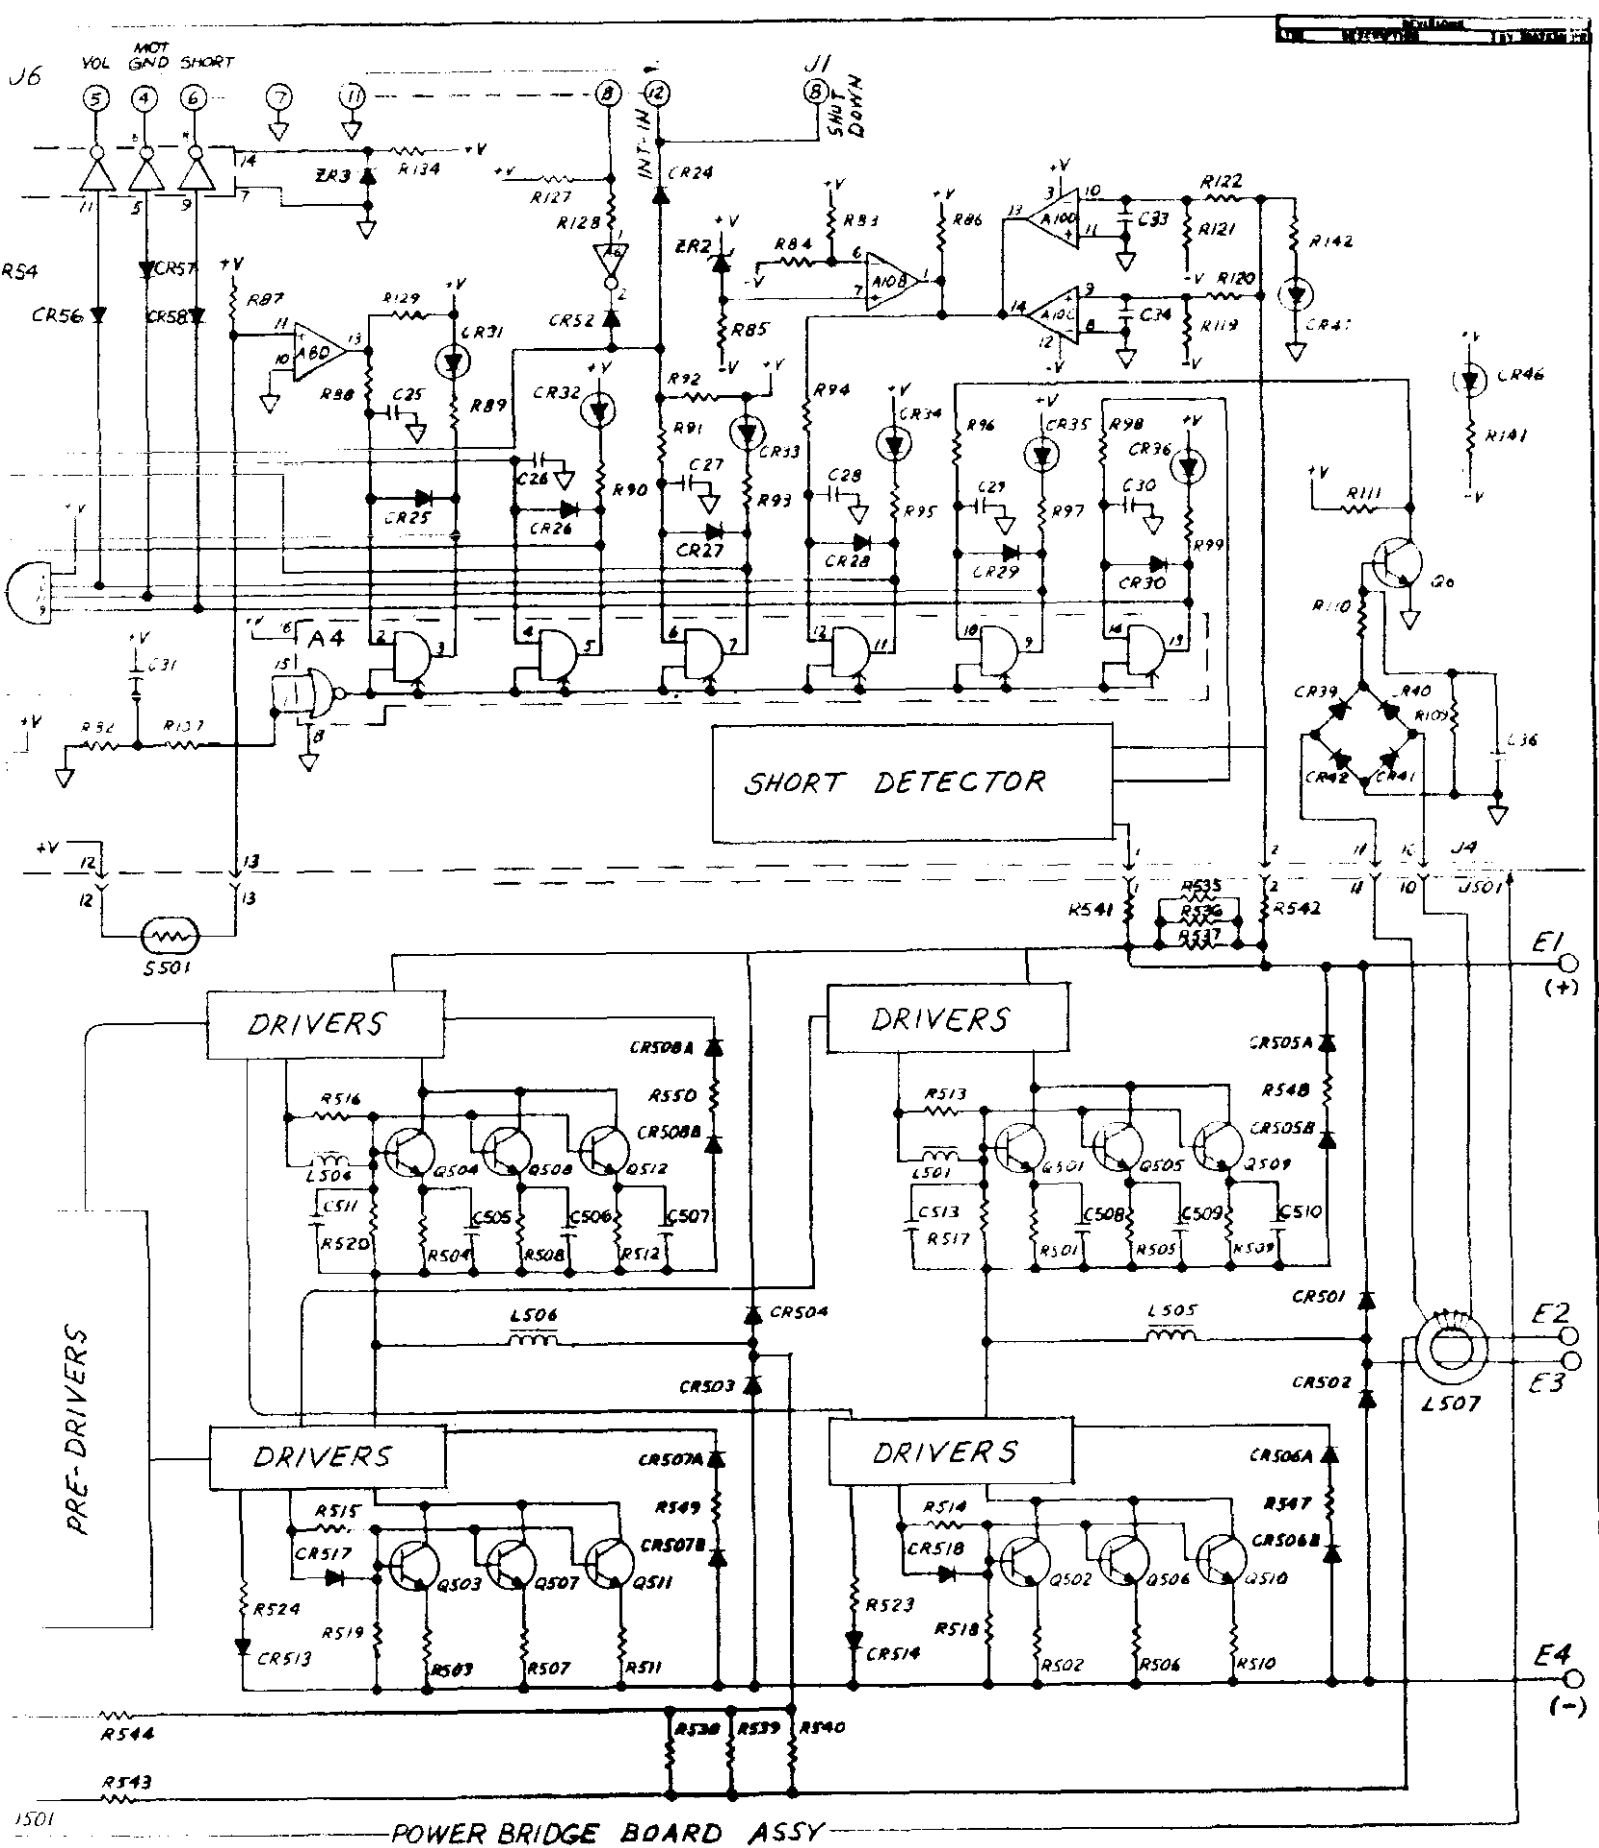 REVISIONS
DESCRIPTION
J6
VOL
MOT GND
SHORT
J1
5
4
6
7
11
8
12
8
INT-IN
SHUT DOWN
14
7
11
5
9
ZR3
R134
+V
+V
R127
R128
CR24
R54
CR57
CR56
CR58
+V
R87
R129
11
10
A8D
13
CR31
R88
C25
R89
CR25
1
2
CR52
CR32
+V
C26
R90
CR26
ZR2
+V
R84
R83
+V
-V
R85
-V
6
7
A10B
1
R86
R92
+V
R91
C27
CR33
R93
CR27
+V
3
10
11
13
A10D
C33
R122
R121
-V
R142
14
9
8
12
A10C
C34
R120
R119
-V
-V
R94
+V
CR34
C28
R95
CR28
R96
+V
CR35
C29
R97
CR29
R98
+V
CR36
C30
R99
CR30
+V
CR46
R141
-V
+V
R111
R110
CR39
R109
CR42
CR41
+V
9
+V
16
A4
15
8
2
3
4
5
6
7
12
11
10
9
14
13
+V
C31
+V
R137
SHORT DETECTOR
+V
12
13
12
13
S501
1
2
11
J4
1
2
11
10
J501
R541
R535
R536
R537
R542
E1
(+)
DRIVERS
DRIVERS
CR508A
R550
CR508B
R516
L504
Q504
Q508
Q512
C511
R520
C505
C506
C507
R504
R508
R512
CR505A
R548
CR505B
R513
L501
Q501
Q505
Q509
C513
R517
C508
C509
C510
R501
R505
R509
L506
CR504
CR503
L505
CR501
CR502
E2
E3
L507
PRE-DRIVERS
DRIVERS
DRIVERS
CR507A
R549
CR507B
R515
CR517
Q503
Q507
Q511
R524
CR513
R519
R503
R507
R511
CR506A
R547
CR506B
R514
CR518
Q502
Q506
Q510
R523
CR514
R518
R502
R506
R510
E4
(-)
R544
R538
R539
R540
R543
J501
POWER BRIDGE BOARD ASSY